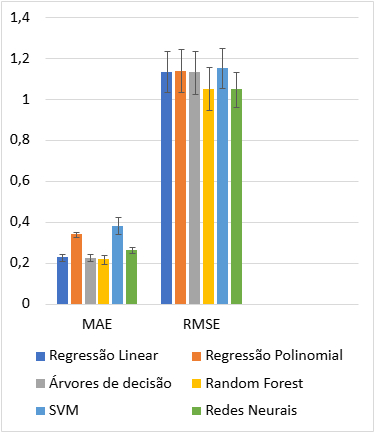 1,4
1,2
1
0,8
0,6
0,4
0,2
0
MAE RMSE
Regressão Linear Regressão Polinomial
Árvores de decisão Random Forest
SVM Redes Neurais